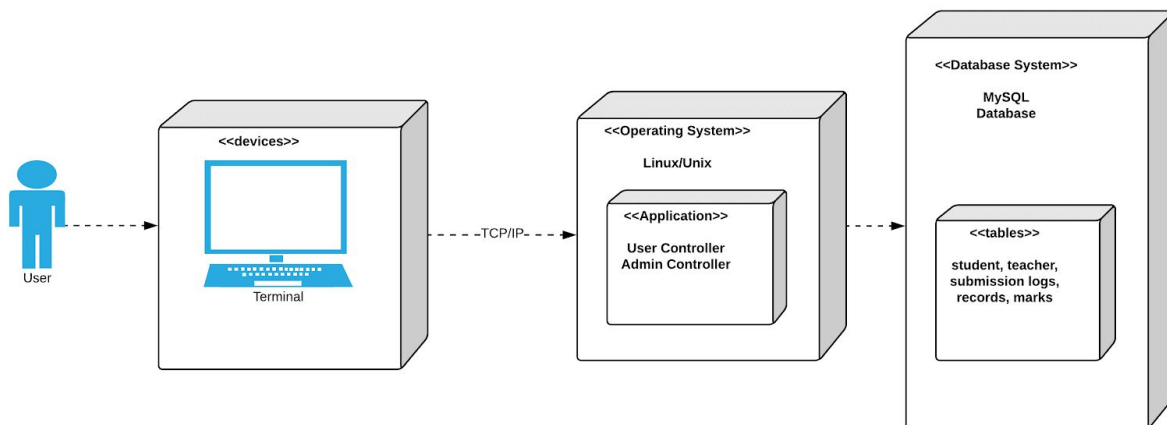 User
<<devices>>
Terminal
TCP/IP
<<Operating System>>
Linux/Unix
<<Application>>
User Controller
Admin Controller
<<Database System>>
MySQL
Database
<<tables>>
student, teacher,
submission logs,
records, marks